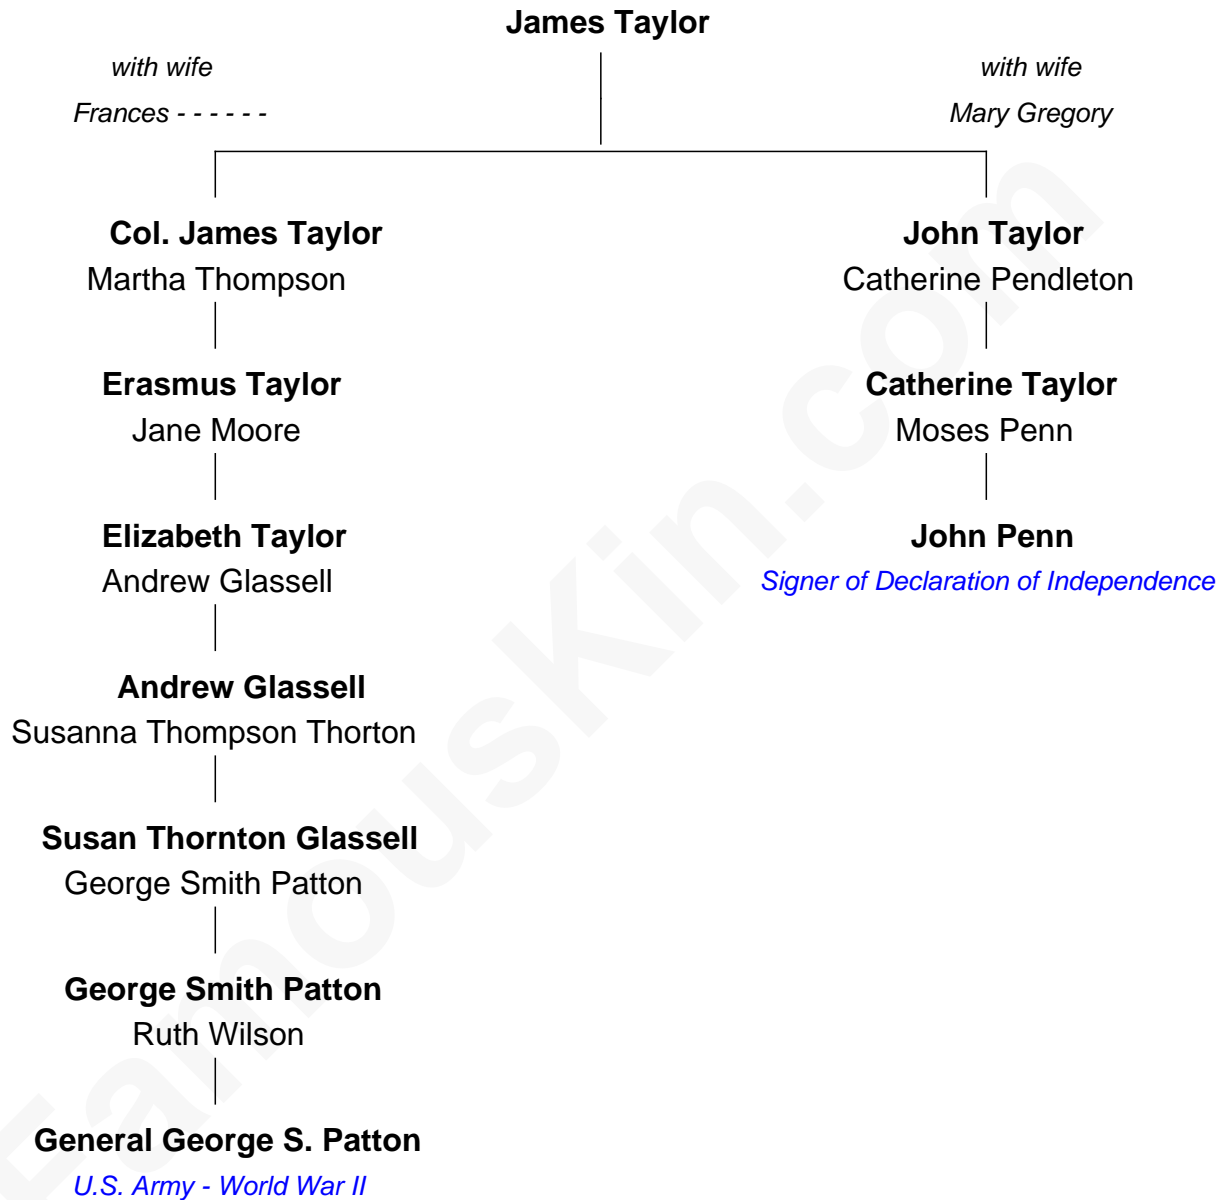 James Taylor
with wife
Frances - - - - - -
with wife
Mary Gregory
Col. James Taylor
Martha Thompson
John Taylor
Catherine Pendleton
Erasmus Taylor
Jane Moore
Catherine Taylor
Moses Penn
Elizabeth Taylor
Andrew Glassell
John Penn
Signer of Declaration of Independence
Andrew Glassell
Susanna Thompson Thorton
Susan Thornton Glassell
George Smith Patton
George Smith Patton
Ruth Wilson
General George S. Patton
U.S. Army - World War II
FamousKin.com